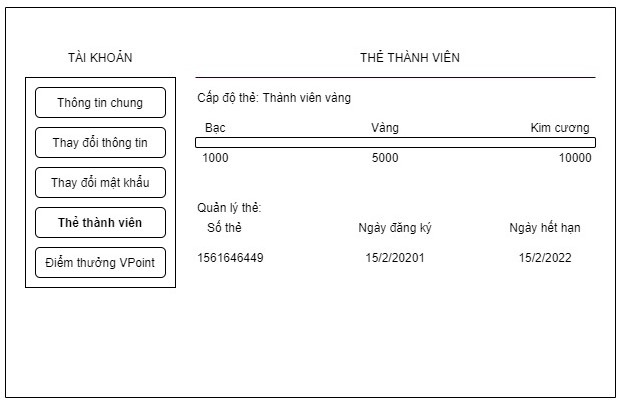 TÀI KHOẢN
Thông tin chung
Thay đổi thông tin
Thay đổi mật khẩu
Thẻ thành viên
Điểm thưởng VPoint
THẺ THÀNH VIÊN
Cấp độ thẻ: Thành viên vàng
Bạc Vàng Kim cương
1000 5000 10000
Quản lý thẻ:
Số thẻ Ngày đăng ký Ngày hết hạn
1561646449 15/2/20201 15/2/2022